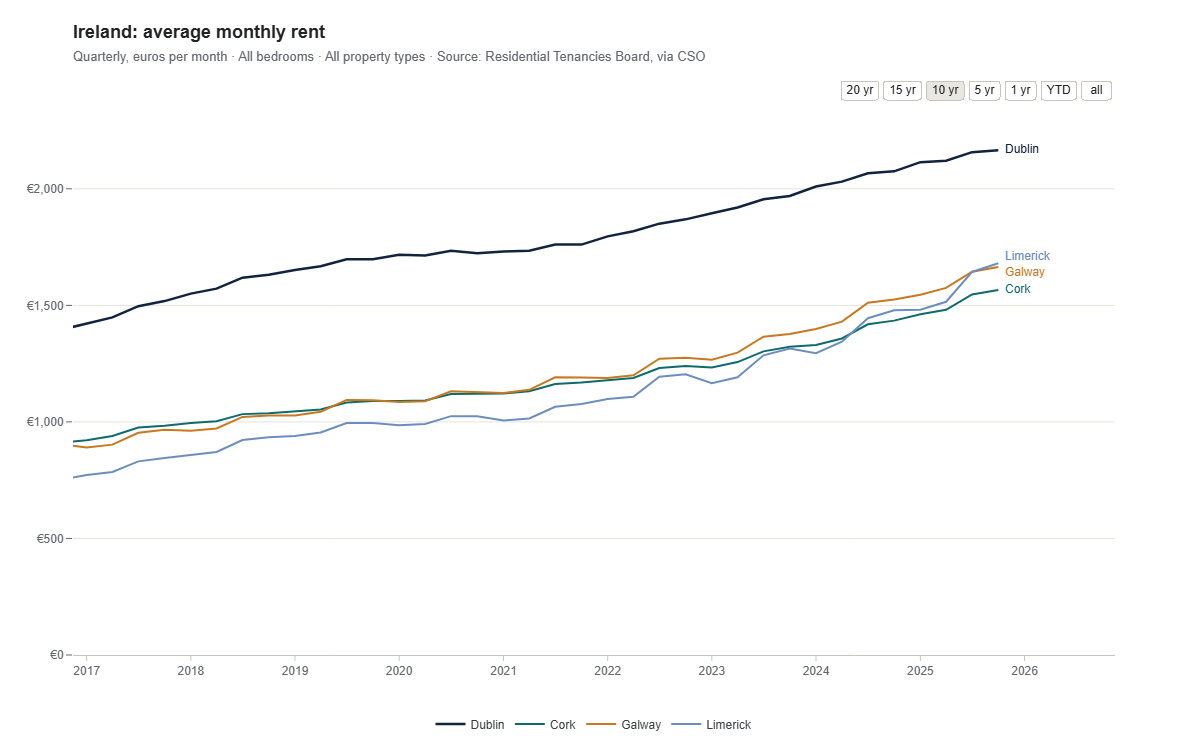 Ireland: average monthly rent
Quarterly, euros per month · All bedrooms · All property types · Source: Residential Tenancies Board, via CSO
20 yr 15 yr 10 yr 5 yr 1 yr YTD all
Dublin
€2,000
Limerick
Galway
Cork
€1,500
€1,000
€500
€0
2017 2018 2019 2020 2021 2022 2023 2024 2025 2026
Dublin Cork Galway Limerick